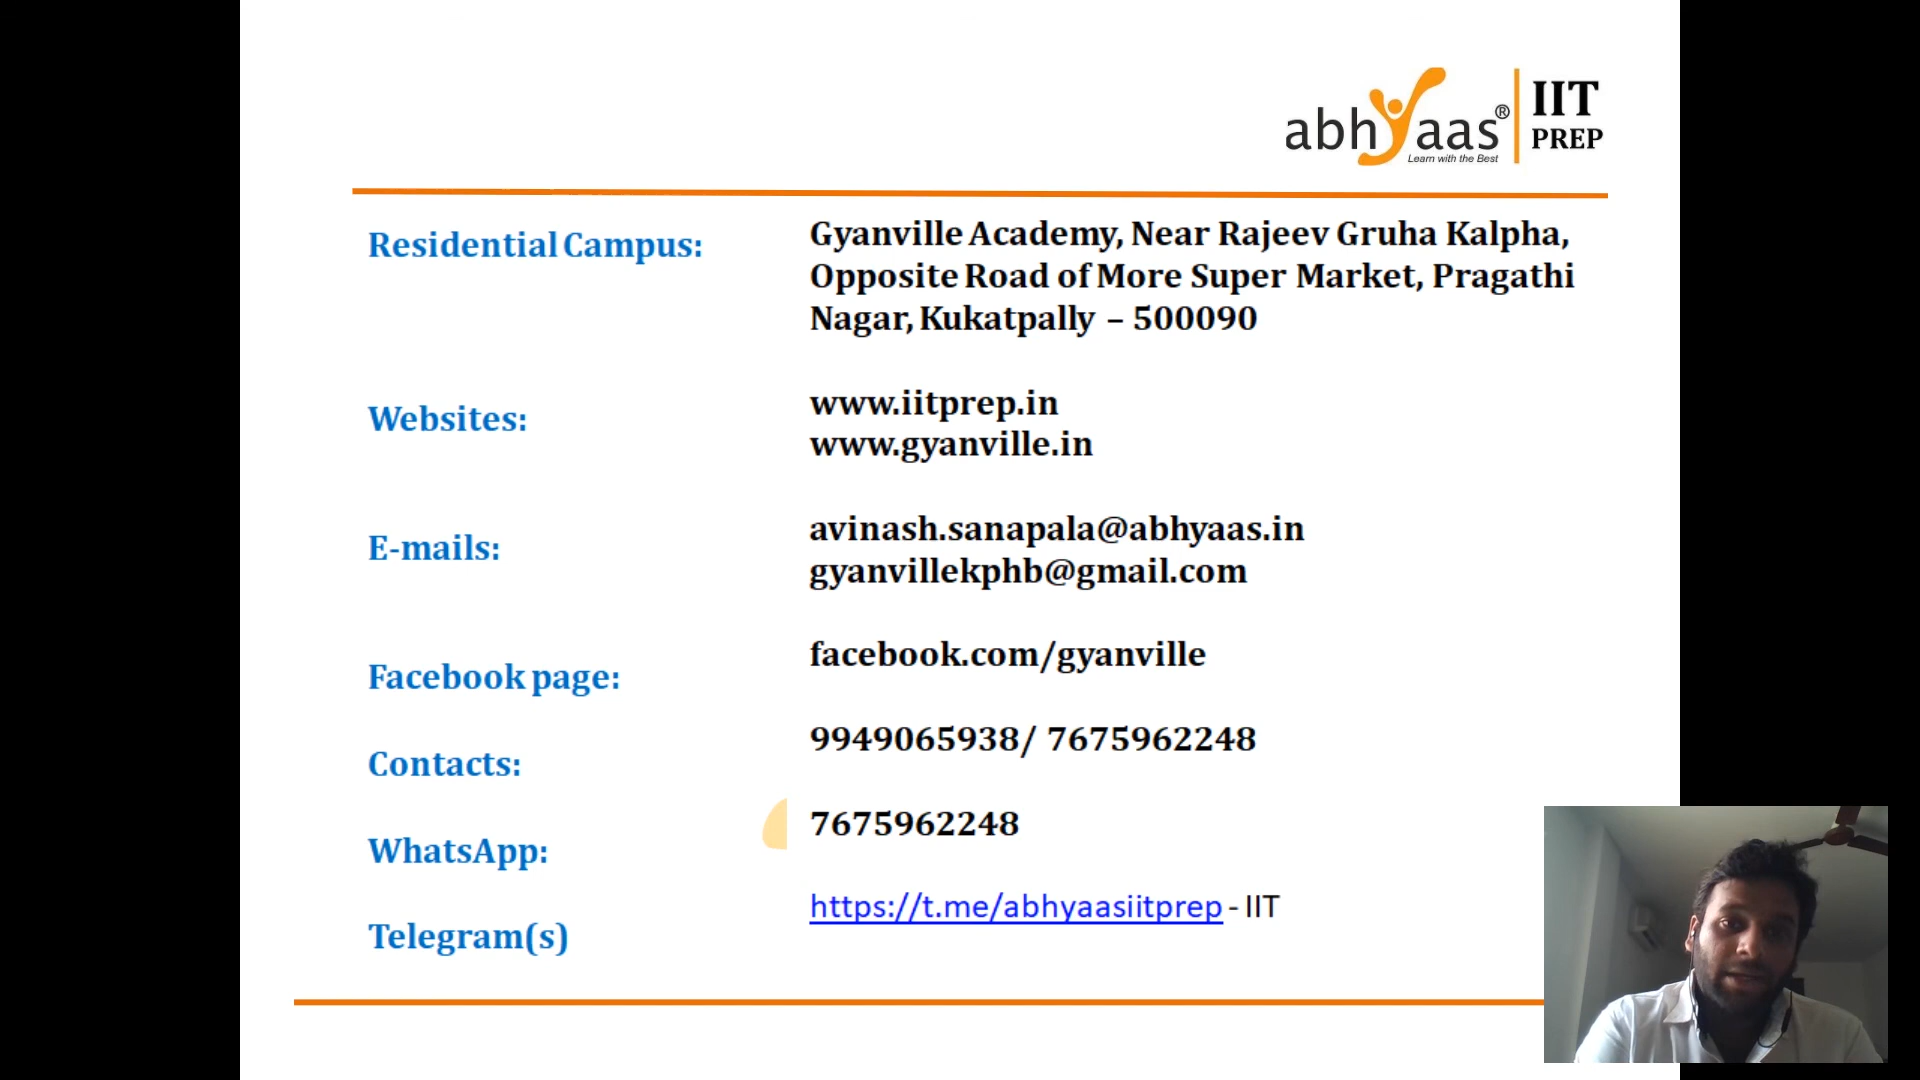 abhyaas® IIT
Learn with the Best PREP
Residential Campus: Gyanville Academy, Near Rajeev Gruha Kalpha,
Opposite Road of More Super Market, Pragathi
Nagar, Kukatpally – 500090
Websites: www.iitprep.in
www.gyanville.in
E-mails: avinash.sanapala@abhyaas.in
gyanvillekphb@gmail.com
Facebook page: facebook.com/gyanville
Contacts: 9949065938/ 7675962248
WhatsApp: 7675962248
Telegram(s) https://t.me/abhyaasiitprep - IIT